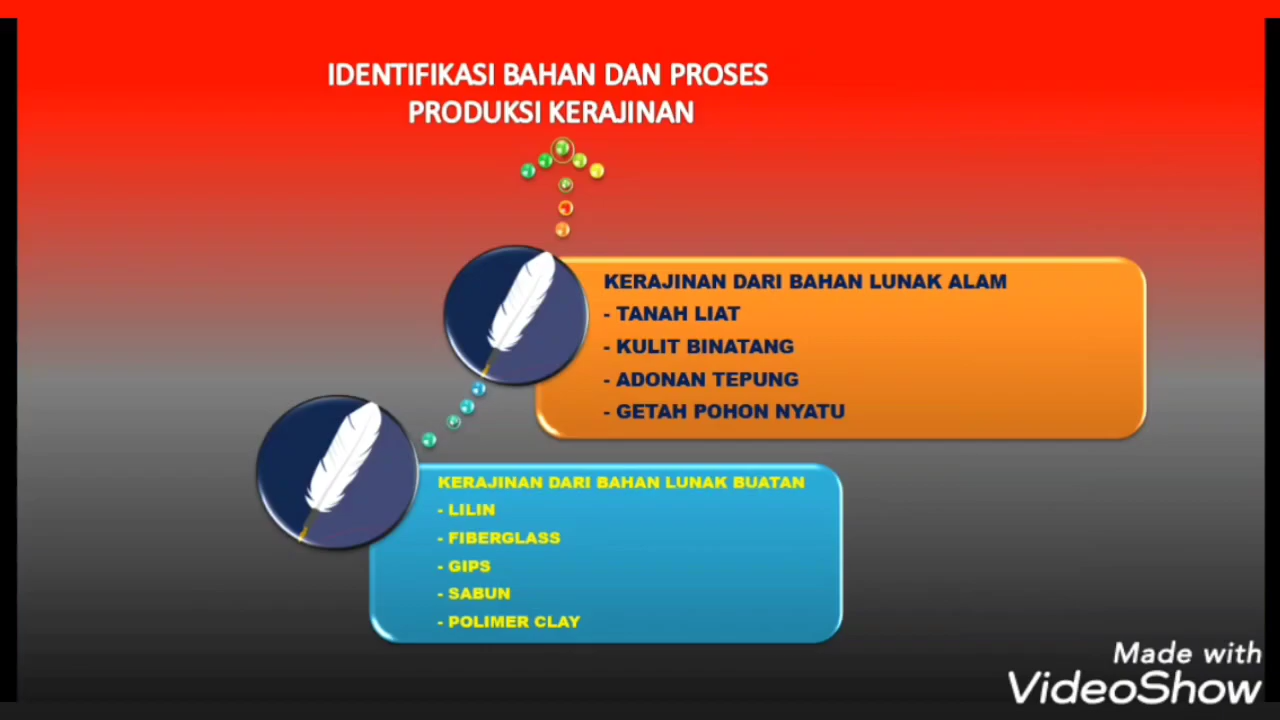 IDENTIFIKASI BAHAN DAN PROSES
PRODUKSI KERAJINAN
KERAJINAN DARI BAHAN LUNAK ALAM
- TANAH LIAT
- KULIT BINATANG
- ADONAN TEPUNG
- GETAH POHON NYATU
KERAJINAN DARI BAHAN LUNAK BUATAN
- LILIN
- FIBERGLASS
- GIPS
- SABUN
- POLIMER CLAY
Made with
VideoShow